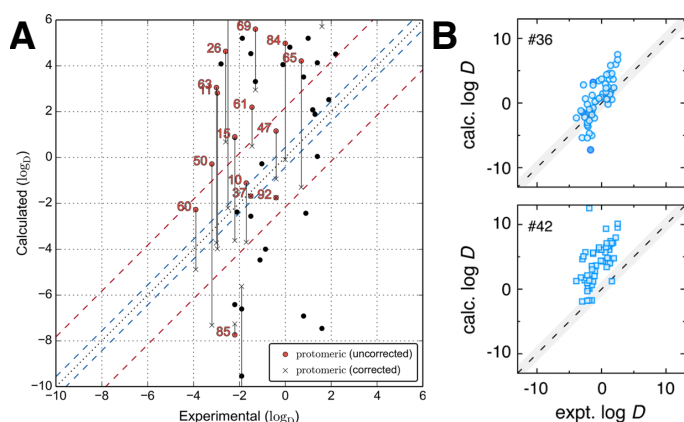 A
6
4
2
0
−2
−4
−6
−8
−10
Calculated (log_D)
69
84
26
65
63
11
61
47
15
50
10
37
92
60
85
protomeric (uncorrected)
protomeric (corrected)
−10 −8 −6 −4 −2 0 2 4 6
Experimental (log_D)
B
#36
calc. log D
10
0
-10
#42
calc. log D
10
0
-10
-10 0 10
expt. log D